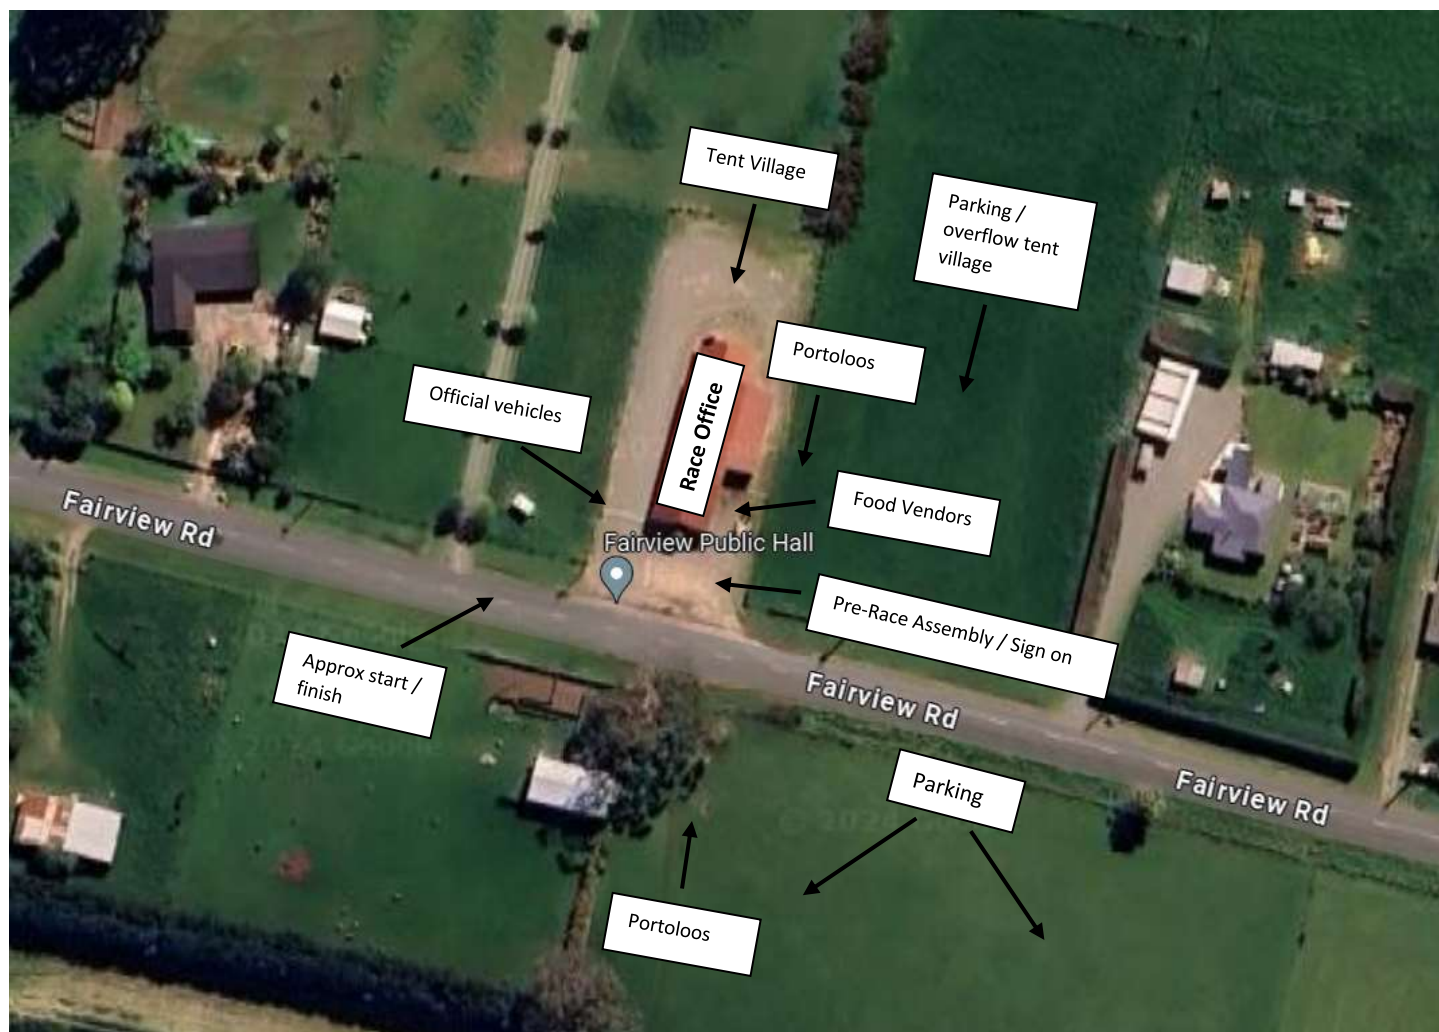 Tent Village
Parking /
overflow tent
village
Portoloos
Official vehicles
Race Office
Food Vendors
Fairview Rd
Fairview Public Hall
Pre-Race Assembly / Sign on
Approx start /
finish
Fairview Rd
Parking
Fairview Rd
Portoloos